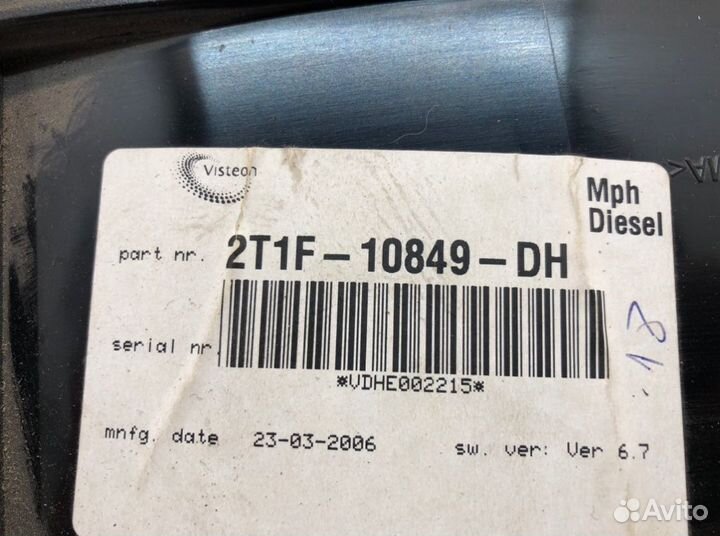 Visteon
Mph
Diesel
part nr. 2T1F-10849-DH
serial nr.
*VDHE002215*
mnfg. date 23-03-2006 sw. ver: Ver 6.7
18
Avito